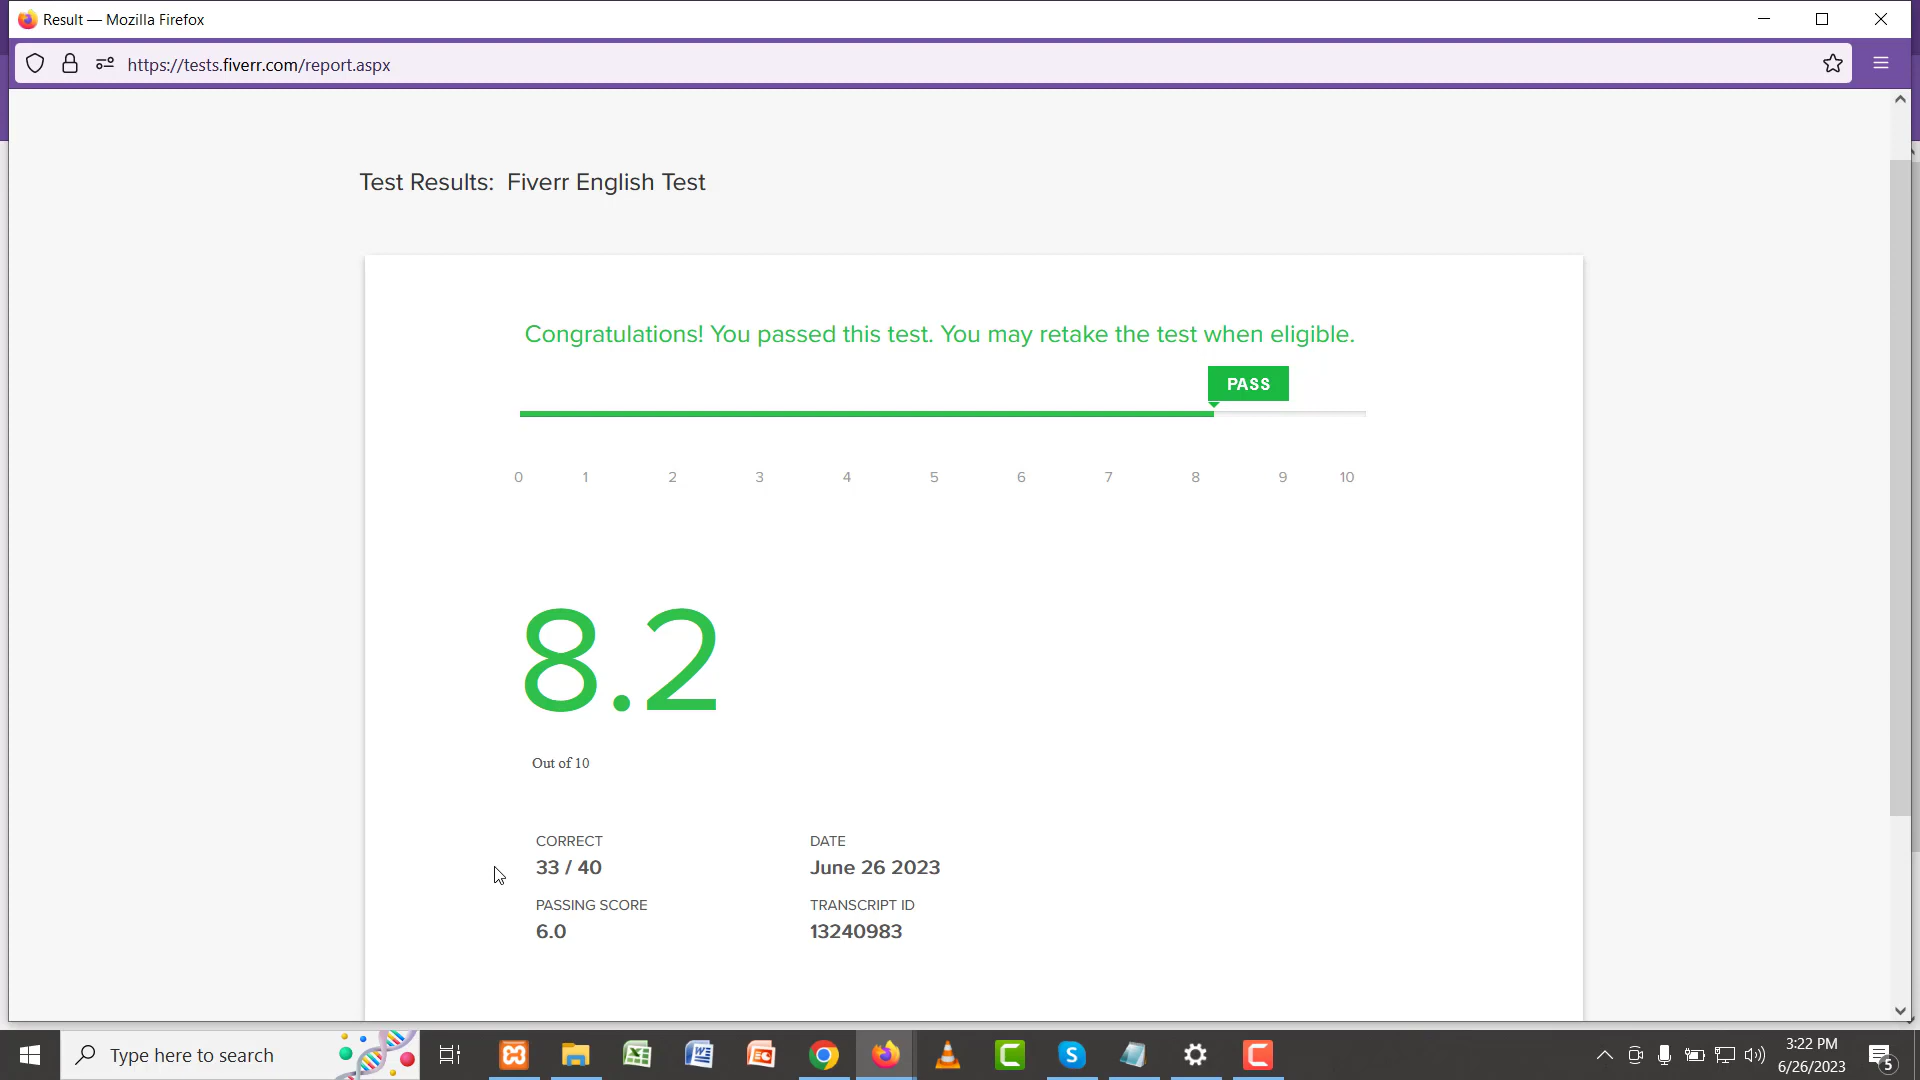 Result — Mozilla Firefox
https://tests.fiverr.com/report.aspx
Test Results: Fiverr English Test
Congratulations! You passed this test. You may retake the test when eligible.
PASS
0 1 2 3 4 5 6 7 8 9 10
8.2
Out of 10
CORRECT DATE
33 / 40 June 26 2023
PASSING SCORE TRANSCRIPT ID
6.0 13240983
Type here to search
3:22 PM
6/26/2023
5